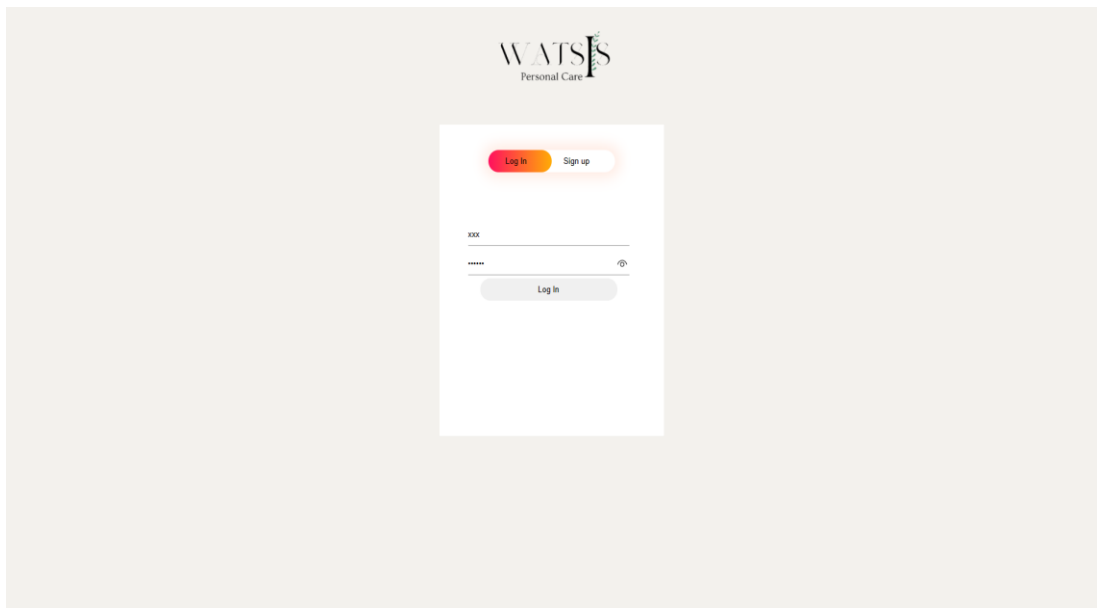 WATSIS
Personal Care
Log In
Sign up
xxx
••••••
Log In